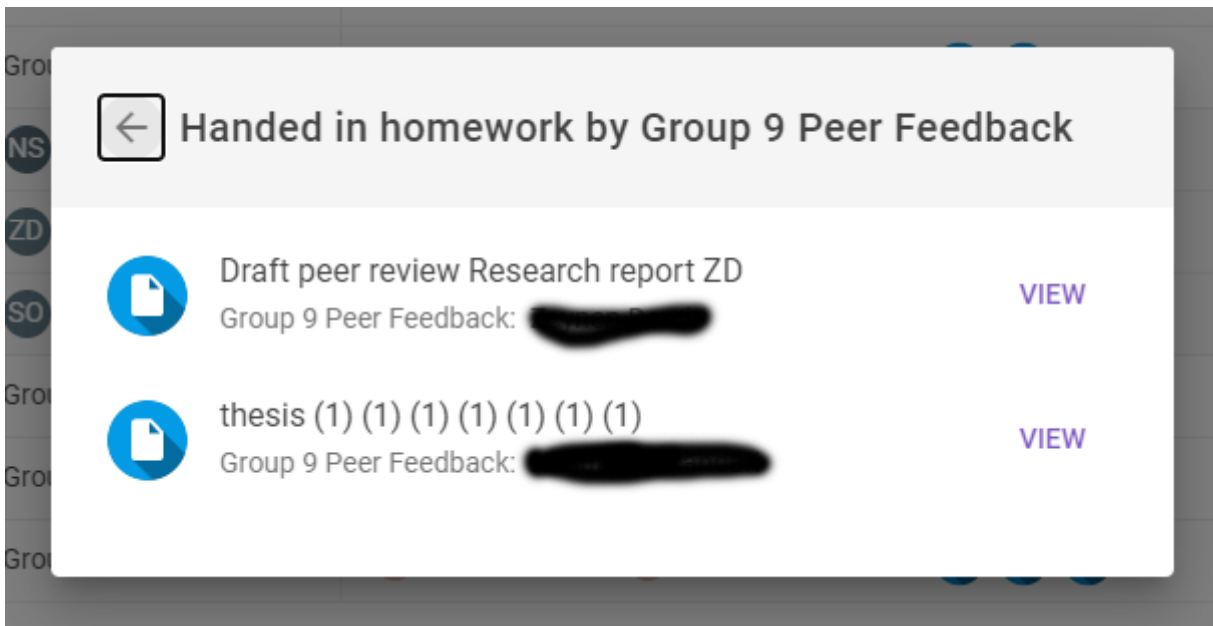 Grou
Handed in homework by Group 9 Peer Feedback
NS
ZD
Draft peer review Research report ZD
VIEW
SO
Group 9 Peer Feedback:
Grou
thesis (1) (1) (1) (1) (1) (1) (1)
VIEW
Group 9 Peer Feedback:
Grou
Grou